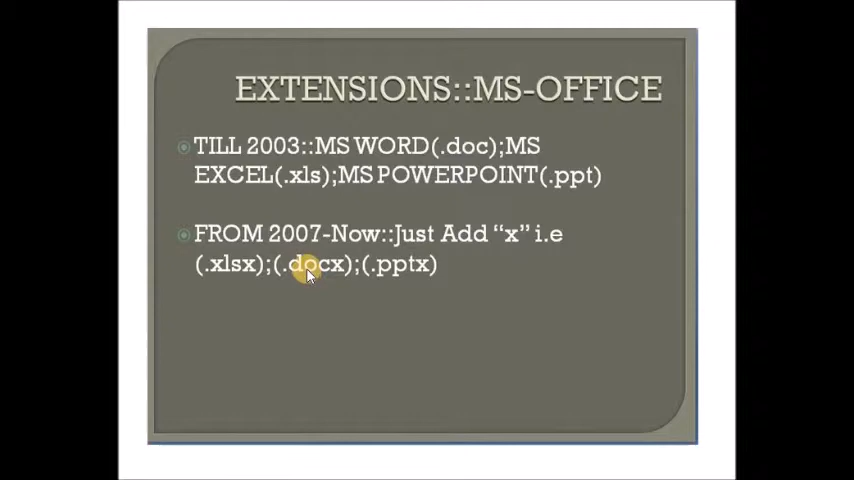 EXTENSIONS::MS-OFFICE
TILL 2003::MS WORD(.doc);MS
EXCEL(.xls);MS POWERPOINT(.ppt)
FROM 2007-Now::Just Add “x” i.e
(.xlsx);(.docx);(.pptx)